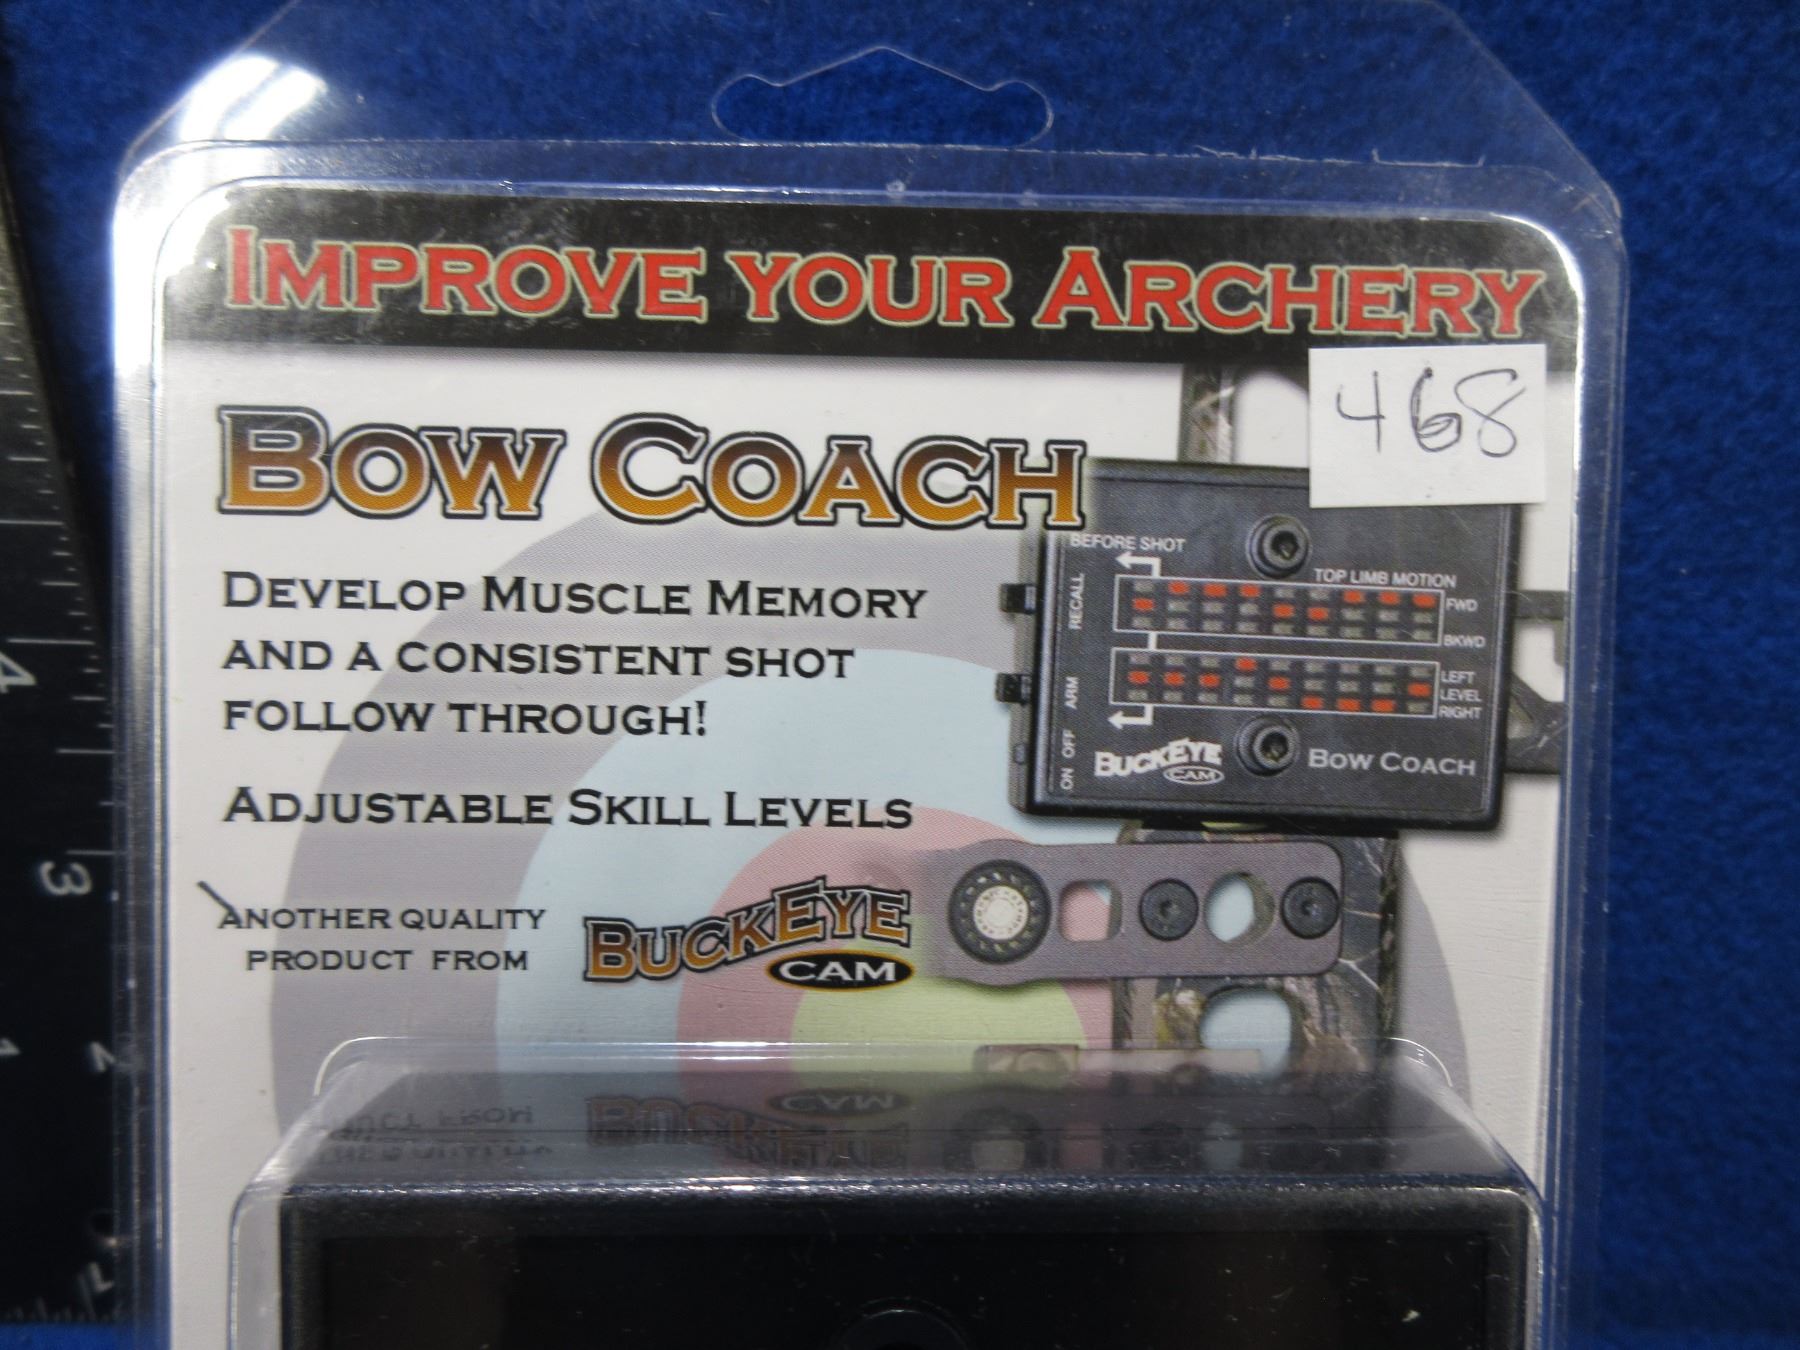 IMPROVE YOUR ARCHERY
468
BOW COACH
DEVELOP MUSCLE MEMORY
AND A CONSISTENT SHOT
FOLLOW THROUGH!
ADJUSTABLE SKILL LEVELS
ANOTHER QUALITY
PRODUCT FROM
BUCKEYE
CAM
BEFORE SHOT
TOP LIMB MOTION
FWD
BKWD
LEFT
LEVEL
RIGHT
RECALL
ARM
ON OFF
BUCKEYE
CAM
BOW COACH
4
3